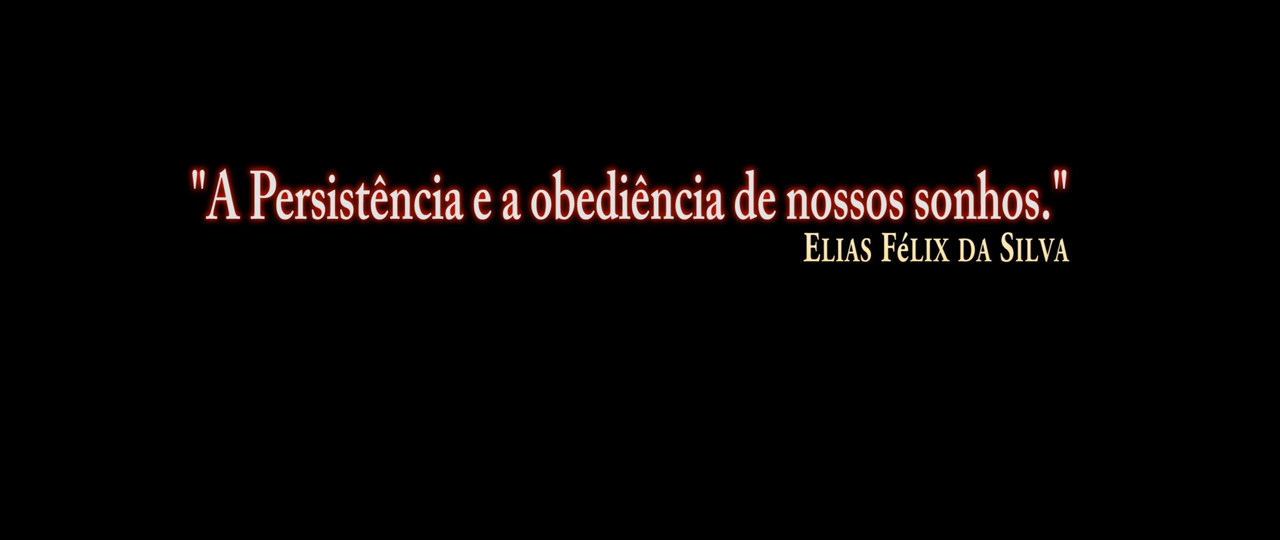 "A Persistência e a obediência de nossos sonhos."
ELIAS FéLIX DA SILVA